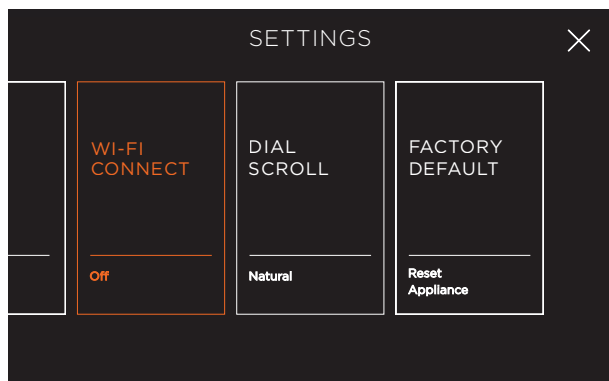 SETTINGS
WI-FI
CONNECT
Off
DIAL
SCROLL
Natural
FACTORY
DEFAULT
Reset
Appliance